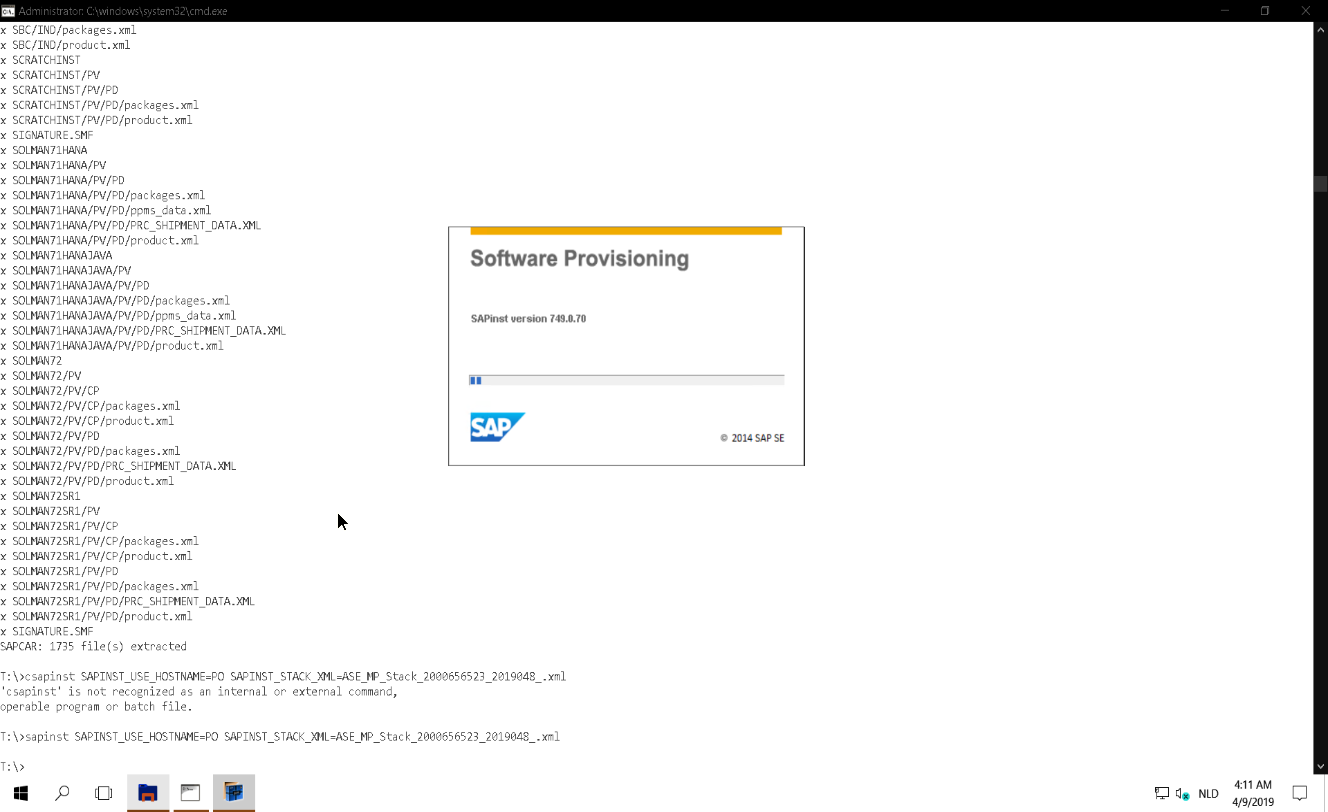 Administrator: C:\windows\system32\cmd.exe
x SBC/IND/packages.xml
x SBC/IND/product.xml
x SCRATCHINST
x SCRATCHINST/PV
x SCRATCHINST/PV/PD
x SCRATCHINST/PV/PD/packages.xml
x SCRATCHINST/PV/PD/product.xml
x SIGNATURE.SMF
x SOLMAN71HANA
x SOLMAN71HANA/PV
x SOLMAN71HANA/PV/PD
x SOLMAN71HANA/PV/PD/packages.xml
x SOLMAN71HANA/PV/PD/ppms_data.xml
x SOLMAN71HANA/PV/PD/PRC_SHIPMENT_DATA.XML
x SOLMAN71HANA/PV/PD/product.xml
x SOLMAN71HANAJAVA
x SOLMAN71HANAJAVA/PV
x SOLMAN71HANAJAVA/PV/PD
x SOLMAN71HANAJAVA/PV/PD/packages.xml
x SOLMAN71HANAJAVA/PV/PD/ppms_data.xml
x SOLMAN71HANAJAVA/PV/PD/PRC_SHIPMENT_DATA.XML
x SOLMAN71HANAJAVA/PV/PD/product.xml
x SOLMAN72
x SOLMAN72/PV
x SOLMAN72/PV/CP
x SOLMAN72/PV/CP/packages.xml
x SOLMAN72/PV/CP/product.xml
x SOLMAN72/PV/PD
x SOLMAN72/PV/PD/packages.xml
x SOLMAN72/PV/PD/PRC_SHIPMENT_DATA.XML
x SOLMAN72/PV/PD/product.xml
x SOLMAN72SR1
x SOLMAN72SR1/PV
x SOLMAN72SR1/PV/CP
x SOLMAN72SR1/PV/CP/packages.xml
x SOLMAN72SR1/PV/CP/product.xml
x SOLMAN72SR1/PV/PD
x SOLMAN72SR1/PV/PD/packages.xml
x SOLMAN72SR1/PV/PD/PRC_SHIPMENT_DATA.XML
x SOLMAN72SR1/PV/PD/product.xml
x SIGNATURE.SMF
SAPCAR: 1735 file(s) extracted
T:\>csapinst SAPINST_USE_HOSTNAME=PO SAPINST_STACK_XML=ASE_MP_Stack_2000656523_2019048_.xml
'csapinst' is not recognized as an internal or external command,
operable program or batch file.
T:\>sapinst SAPINST_USE_HOSTNAME=PO SAPINST_STACK_XML=ASE_MP_Stack_2000656523_2019048_.xml
T:\>
Software Provisioning
SAPinst version 749.0.70
SAP
© 2014 SAP SE
NLD
4:11 AM
4/9/2019